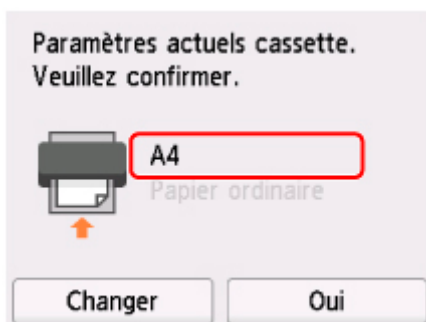 Paramètres actuels cassette.
Veuillez confirmer.
A4
Papier ordinaire
Changer
Oui